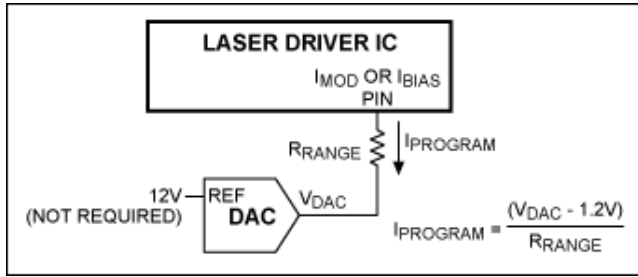 LASER DRIVER IC
IMOD OR IBIAS
PIN
RRANGE
IPROGRAM
12V
(NOT REQUIRED)
REF
DAC
VDAC
IPROGRAM = (VDAC - 1.2V)
RRANGE